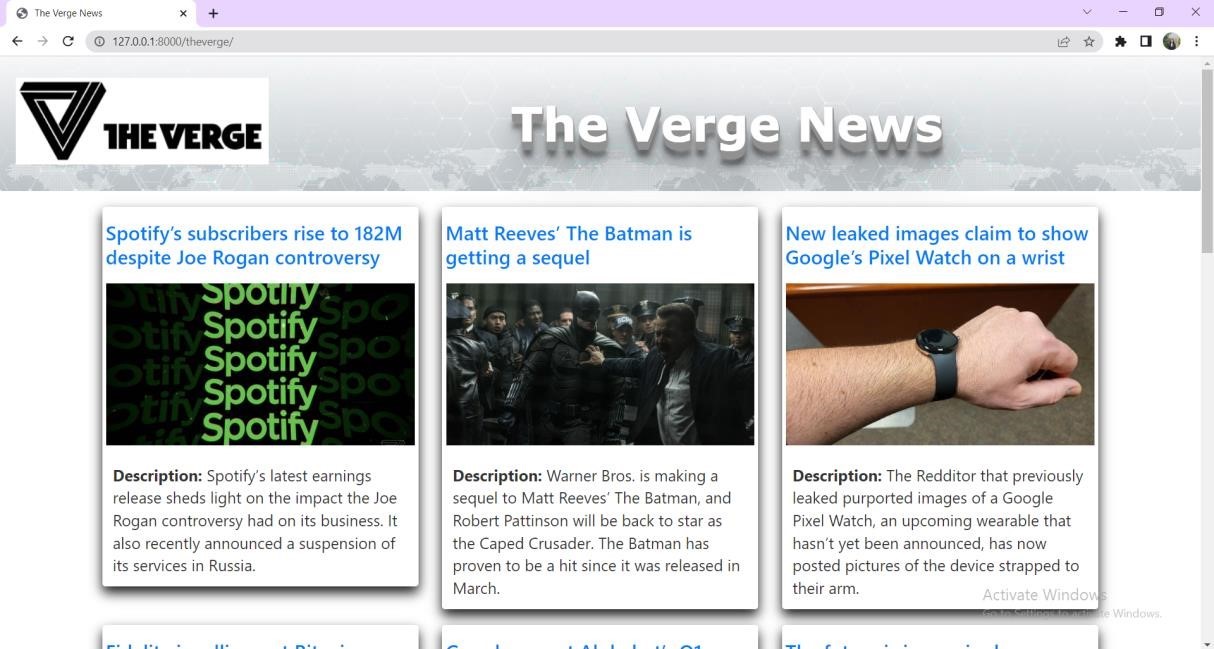 The Verge News
127.0.0.1:8000/theverge/
THE VERGE
The Verge News
Spotify’s subscribers rise to 182M
despite Joe Rogan controversy
Spotify
Spotify
Spotify
Spotify
Spotify
Description: Spotify’s latest earnings
release sheds light on the impact the Joe
Rogan controversy had on its business. It
also recently announced a suspension of
its services in Russia.
Matt Reeves’ The Batman is
getting a sequel
Description: Warner Bros. is making a
sequel to Matt Reeves’ The Batman, and
Robert Pattinson will be back to star as
the Caped Crusader. The Batman has
proven to be a hit since it was released in
March.
New leaked images claim to show
Google’s Pixel Watch on a wrist
Description: The Redditor that previously
leaked purported images of a Google
Pixel Watch, an upcoming wearable that
hasn’t yet been announced, has now
posted pictures of the device strapped to
their arm.
Activate Windows
Go to Settings to activate Windows.